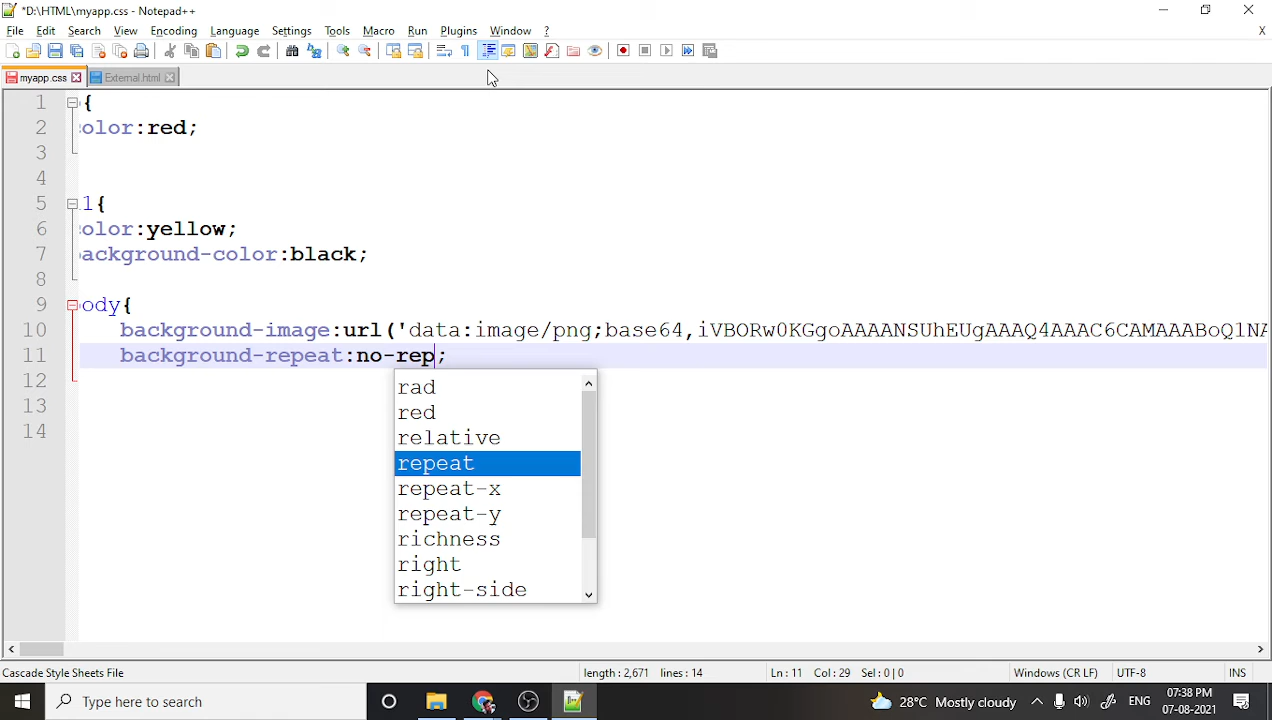 *D:\HTML\myapp.css - Notepad++
File Edit Search View Encoding Language Settings Tools Macro Run Plugins Window ? X
myapp.css External.html
1 {
2 olor:red;
3
4
5 1{
6 olor:yellow;
7 ackground-color:black;
8
9 ody{
10 background-image:url('data:image/png;base64,iVBORw0KGgoAAAANSUhEUgAAAQ4AAAC6CAMAAABoQ1NA
11 background-repeat:no-rep;
12
13
14
rad
red
relative
repeat
repeat-x
repeat-y
richness
right
right-side
Cascade Style Sheets File length : 2,671 lines : 14 Ln : 11 Col : 29 Sel : 0 | 0 Windows (CR LF) UTF-8 INS
Type here to search 28°C Mostly cloudy ENG 07:38 PM
07-08-2021